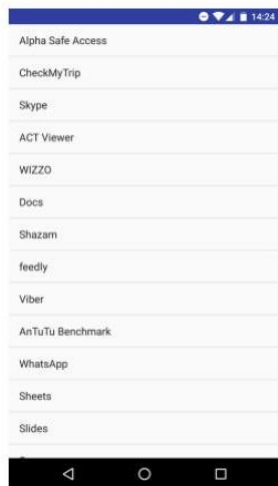 14:24
Alpha Safe Access
CheckMyTrip
Skype
ACT Viewer
WIZZO
Docs
Shazam
feedly
Viber
AnTuTu Benchmark
WhatsApp
Sheets
Slides